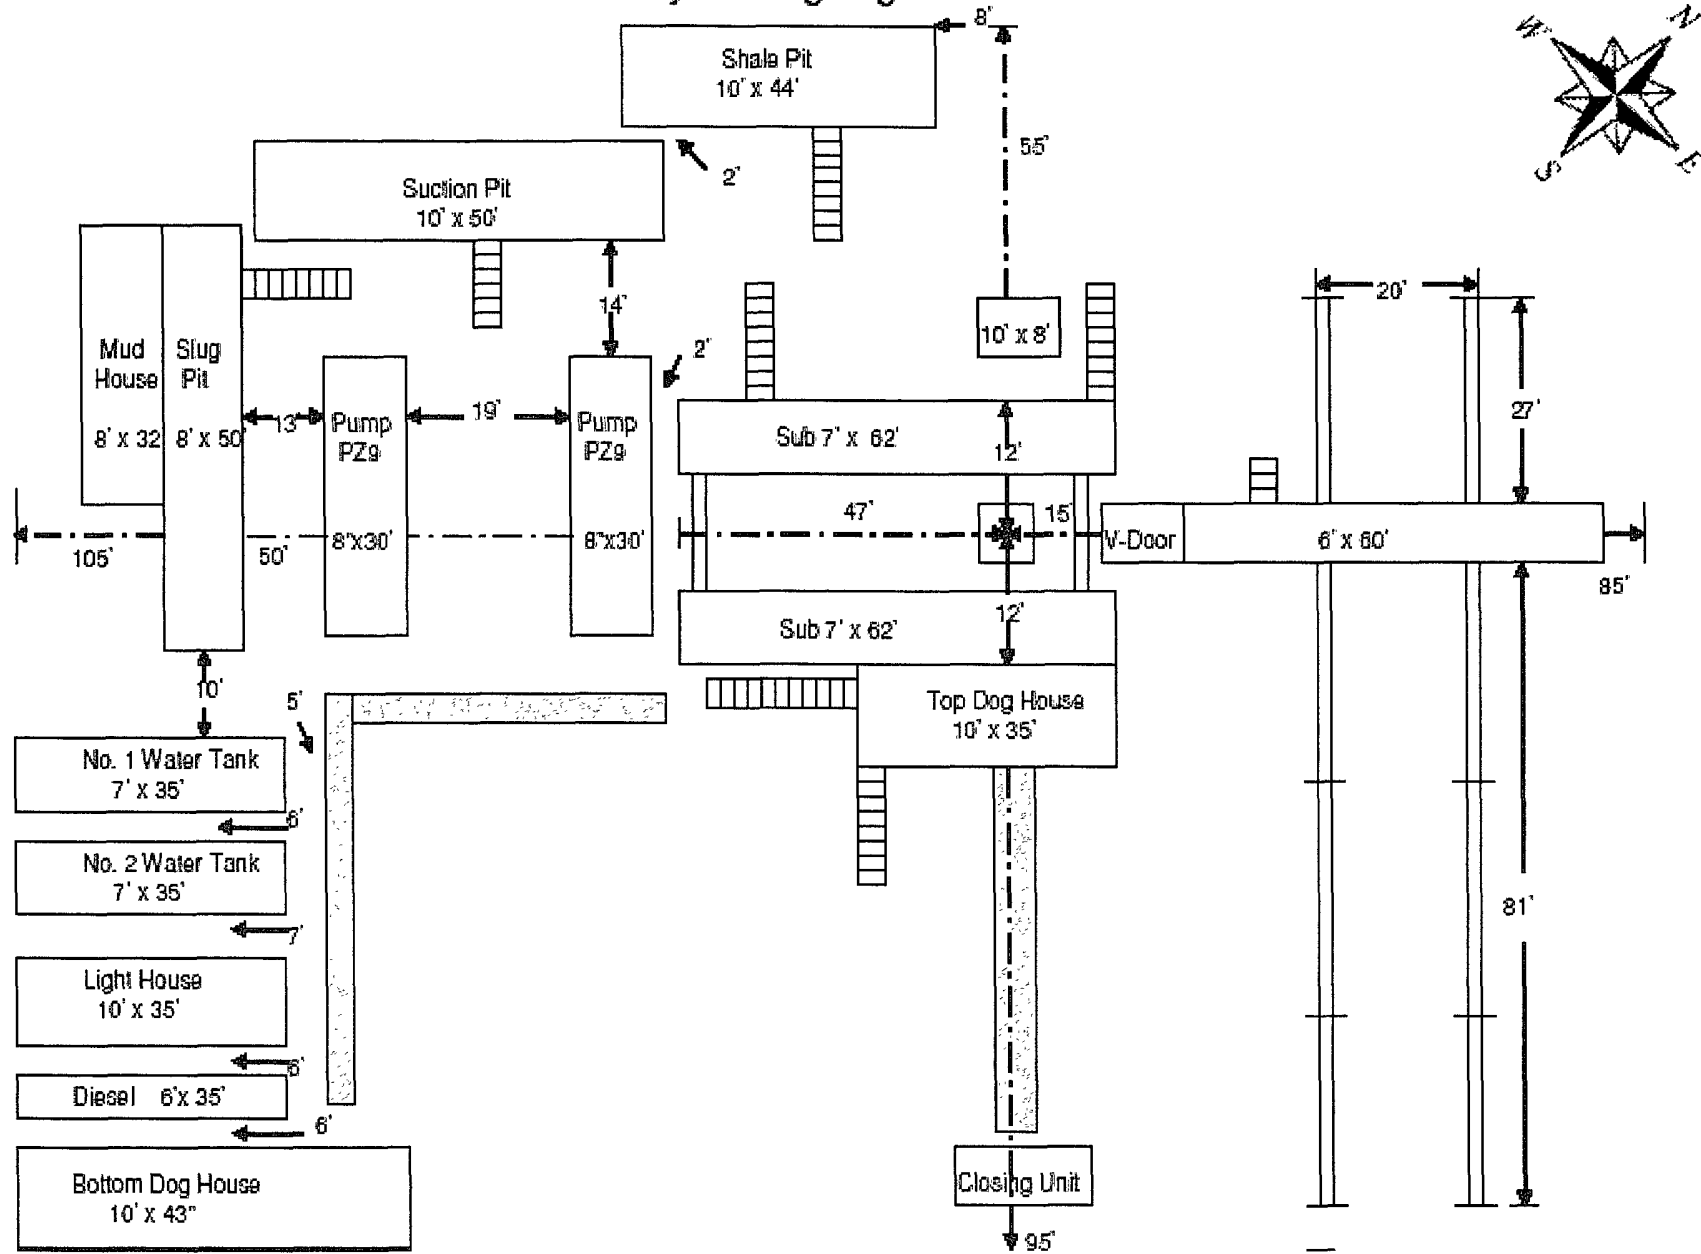 8'
N
W
Shale Pit
10' x 44'
55'
2'
S
E
Suction Pit
10' x 50'
20'
14'
10' x 8'
Mud
House
8' x 32
Slug
Pit
8' x 50'
2'
13'
19'
27'
Pump
PZ9
Pump
PZ9
Sub 7' x 62'
12'
47'
15'
105'
50'
8'x30'
8'x30'
V-Door
6' x 60'
85'
12'
Sub 7' x 62'
10'
5'
Top Dog House
10' x 35'
No. 1 Water Tank
7' x 35'
6'
No. 2 Water Tank
7' x 35'
7'
81'
Light House
10' x 35'
6'
Diesel 6'x 35'
6'
Bottom Dog House
10' x 43"
Closing Unit
95'